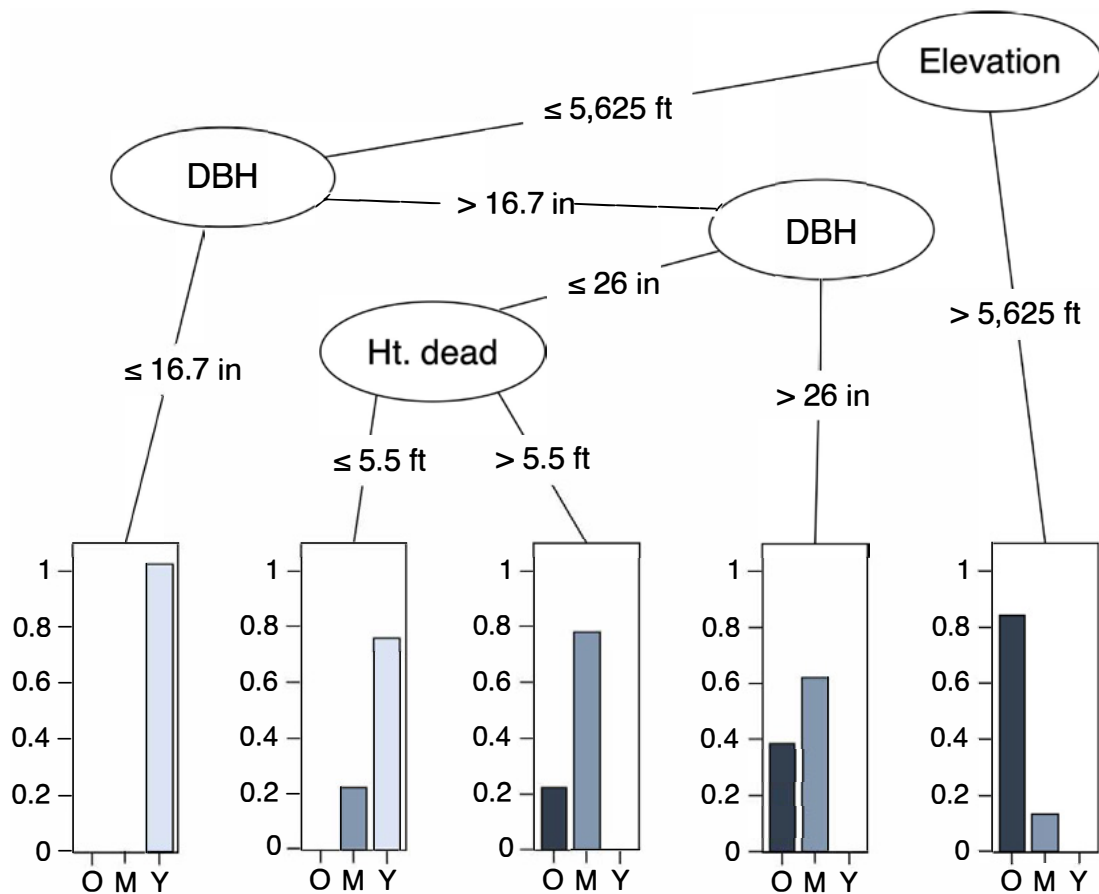 Elevation
≤ 5,625 ft
DBH
> 16.7 in
DBH
≤ 26 in
> 5,625 ft
Ht. dead
≤ 16.7 in
> 26 in
≤ 5.5 ft
> 5.5 ft
1
0.8
0.6
0.4
0.2
0
O M Y
1
0.8
0.6
0.4
0.2
0
O M Y
1
0.8
0.6
0.4
0.2
0
O M Y
1
0.8
0.6
0.4
0.2
0
O M Y
1
0.8
0.6
0.4
0.2
0
O M Y